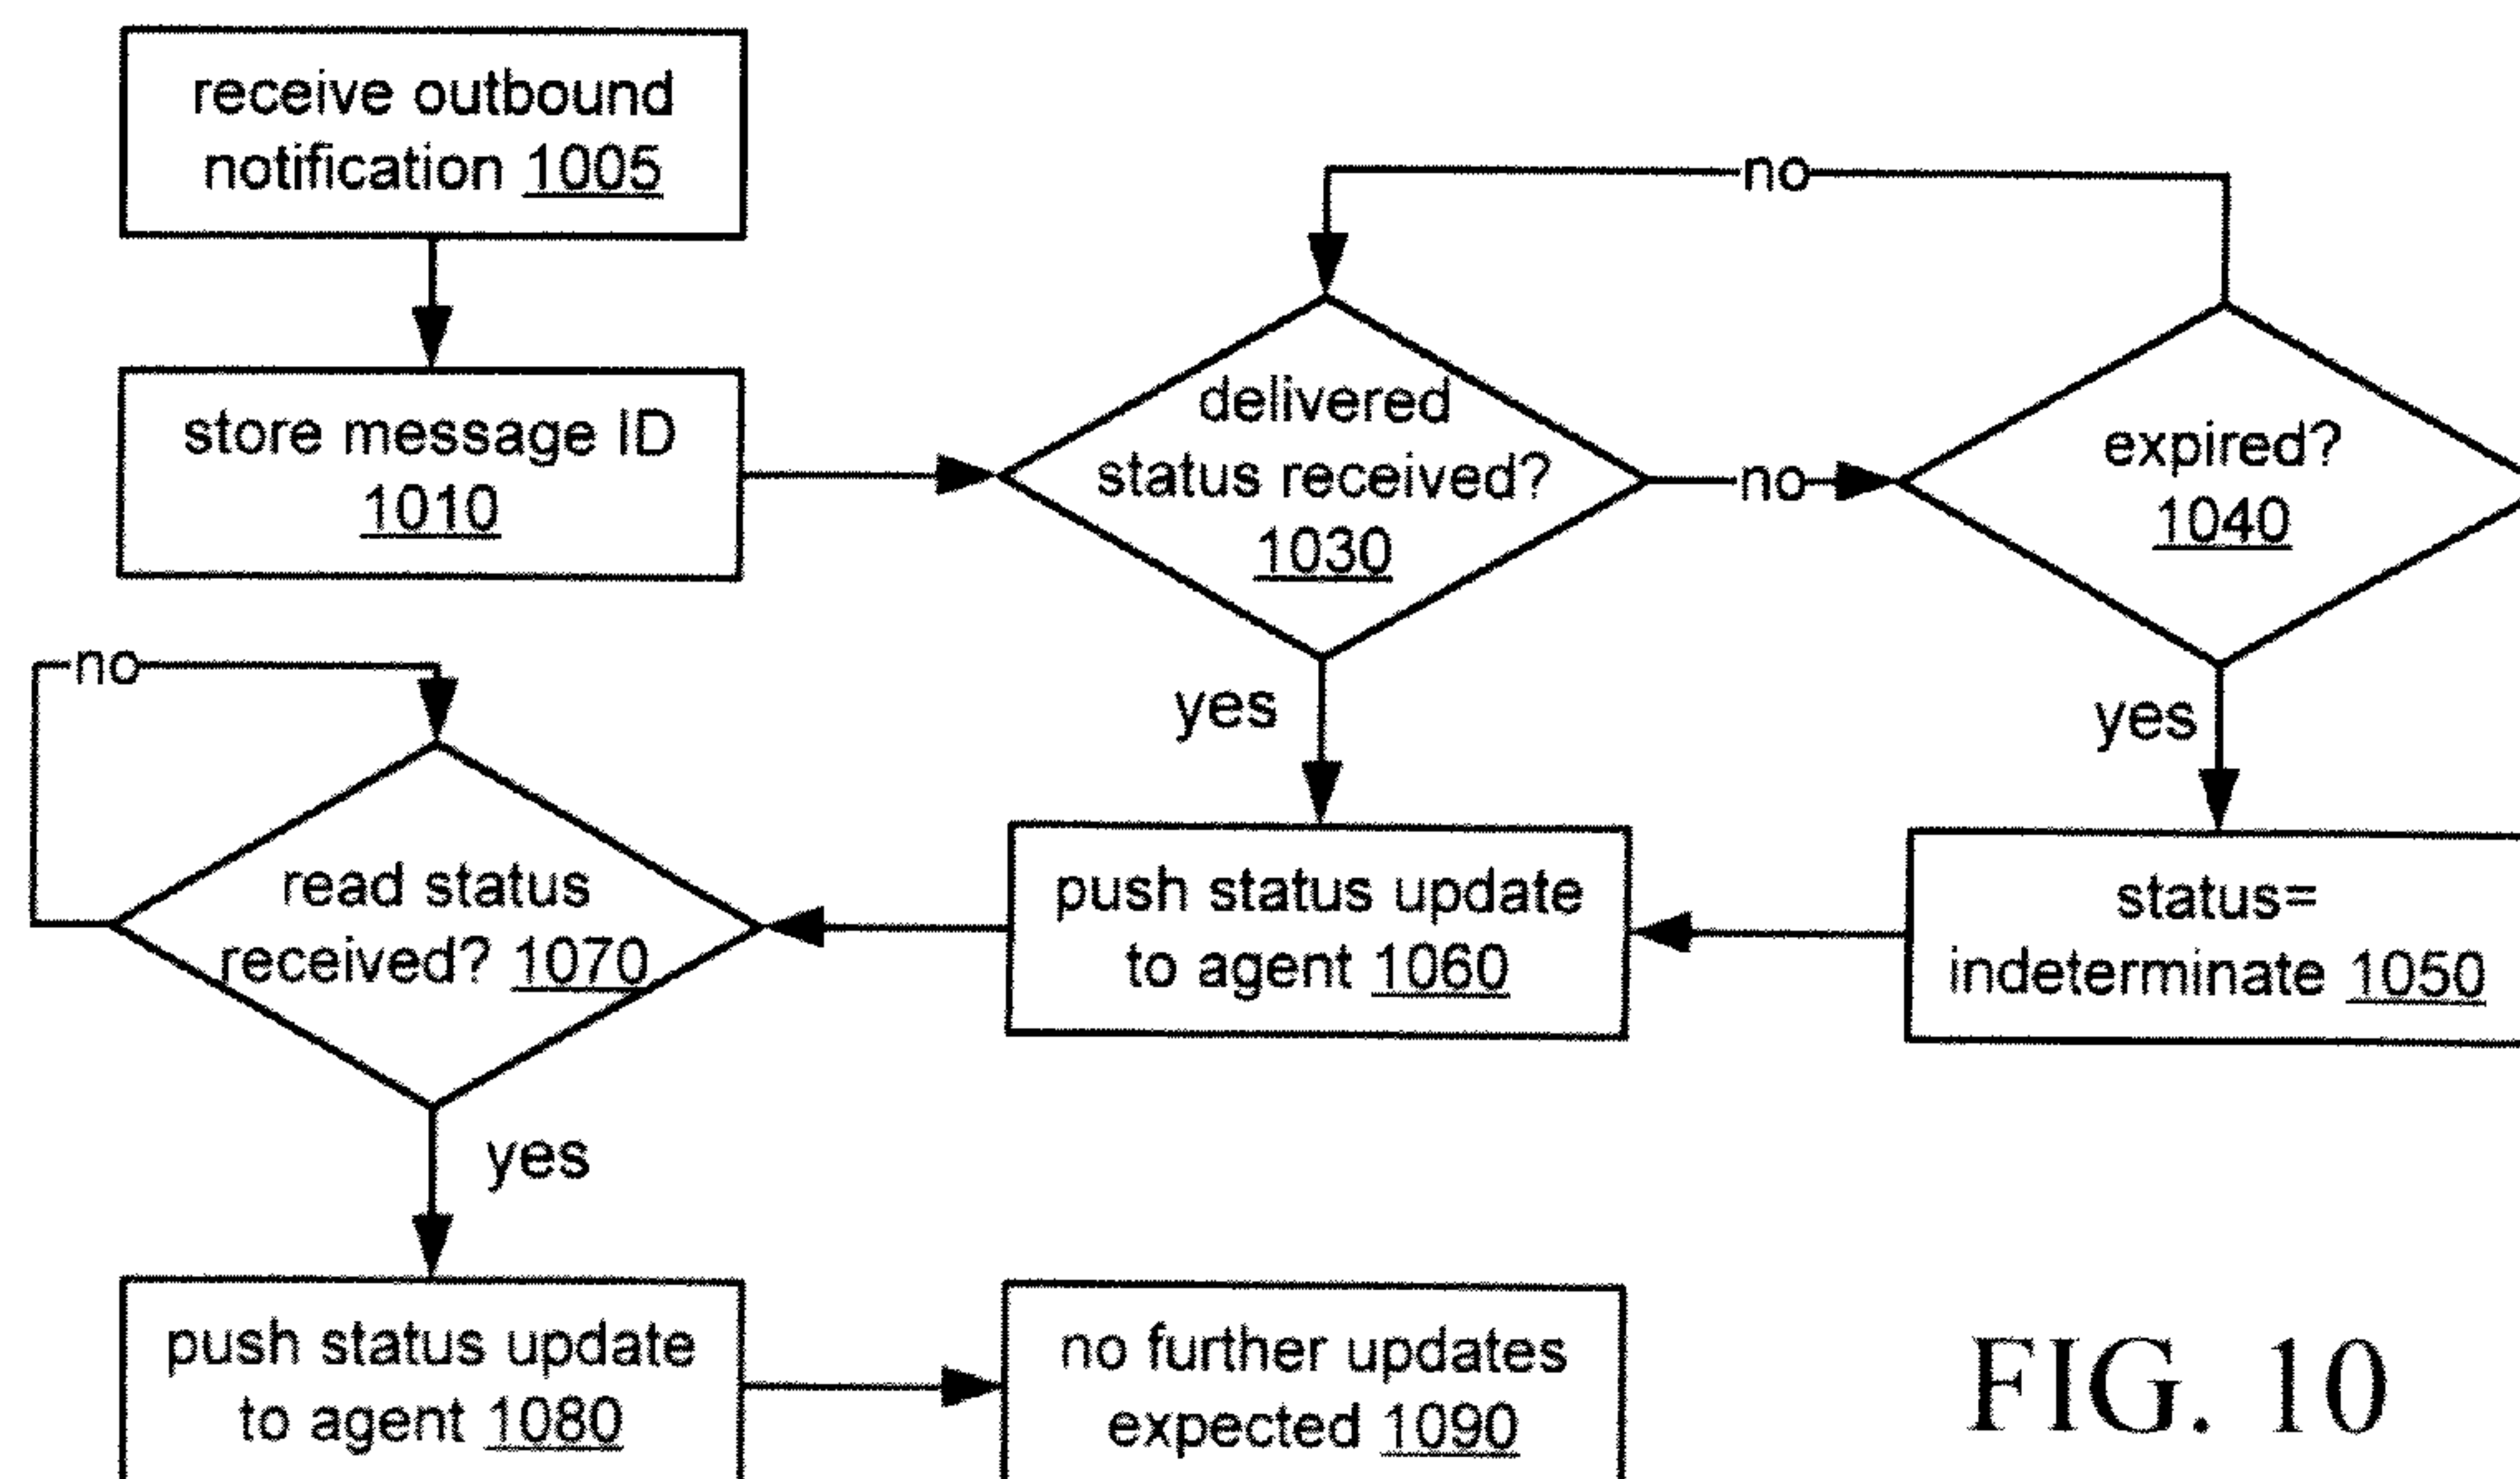 receive outbound
notification 1005
store message ID
1010
no
delivered
status received?
1030
no
expired?
1040
yes
yes
no
read status
received? 1070
push status update
to agent 1060
status=
indeterminate 1050
yes
push status update
to agent 1080
no further updates
expected 1090
FIG. 10